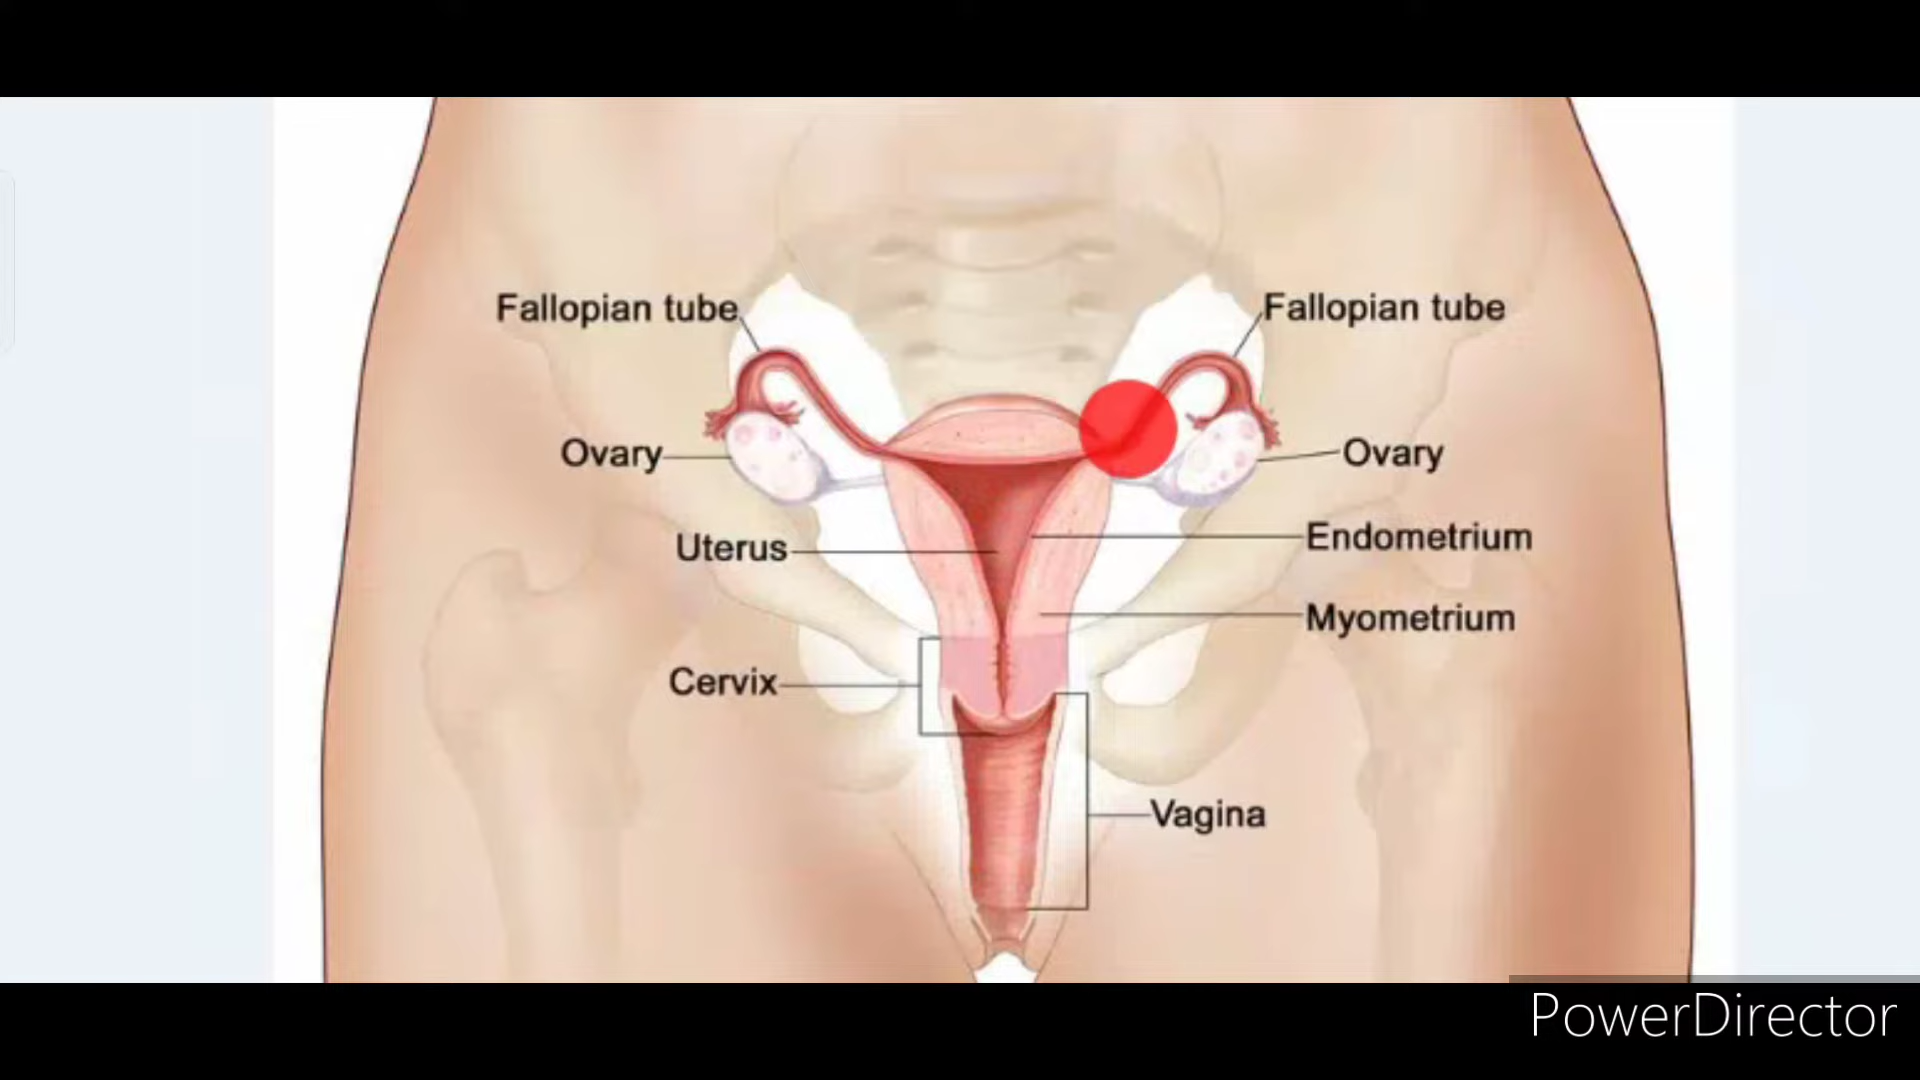 Fallopian tube
Fallopian tube
Ovary
Ovary
Endometrium
Uterus
Myometrium
Cervix
Vagina
PowerDirector